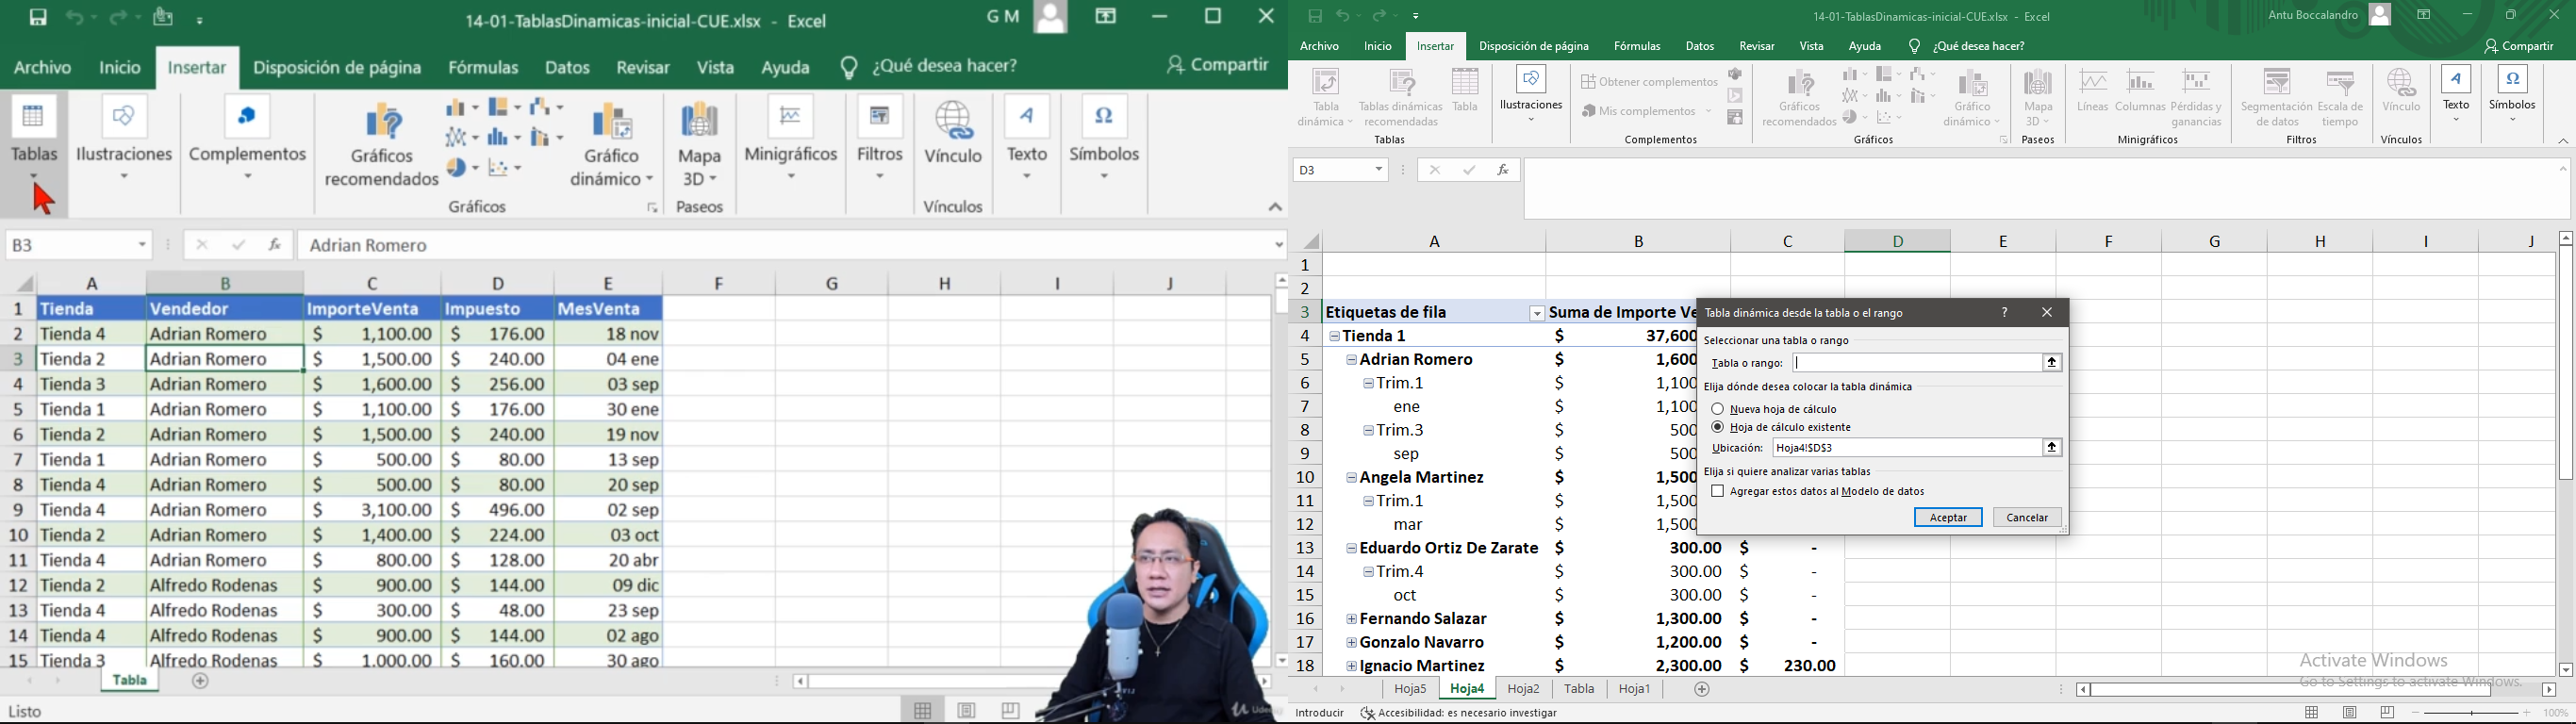 14-01-TablasDinamicas-inicial-CUE.xlsx - Excel
G M
Archivo Inicio Insertar Disposición de página Fórmulas Datos Revisar Vista Ayuda ¿Qué desea hacer? Compartir
Tablas
Ilustraciones
Complementos
Gráficos recomendados
Gráfico dinámico
Mapa 3D
Minigráficos
Filtros
Vínculo
Texto
Símbolos
Gráficos
Paseos
Vínculos
B3 fx Adrian Romero
A B C D E F G H I J
1 Tienda Vendedor ImporteVenta Impuesto MesVenta
2 Tienda 4 Adrian Romero $ 1,100.00 $ 176.00 18 nov
3 Tienda 2 Adrian Romero $ 1,500.00 $ 240.00 04 ene
4 Tienda 3 Adrian Romero $ 1,600.00 $ 256.00 03 sep
5 Tienda 1 Adrian Romero $ 1,100.00 $ 176.00 30 ene
6 Tienda 2 Adrian Romero $ 1,500.00 $ 240.00 19 nov
7 Tienda 1 Adrian Romero $ 500.00 $ 80.00 13 sep
8 Tienda 4 Adrian Romero $ 500.00 $ 80.00 20 sep
9 Tienda 4 Adrian Romero $ 3,100.00 $ 496.00 02 sep
10 Tienda 2 Adrian Romero $ 1,400.00 $ 224.00 03 oct
11 Tienda 4 Adrian Romero $ 800.00 $ 128.00 20 abr
12 Tienda 2 Alfredo Rodenas $ 900.00 $ 144.00 09 dic
13 Tienda 4 Alfredo Rodenas $ 300.00 $ 48.00 23 sep
14 Tienda 4 Alfredo Rodenas $ 900.00 $ 144.00 02 ago
15 Tienda 3 Alfredo Rodenas $ 1,000.00 $ 160.00 30 ago
Tabla
Listo
Udemy
14-01-TablasDinamicas-inicial-CUE.xlsx - Excel
Antu Boccalandro
Archivo Inicio Insertar Disposición de página Fórmulas Datos Revisar Vista Ayuda ¿Qué desea hacer? Compartir
Tabla dinámica
Tablas dinámicas recomendadas
Tabla
Tablas
Ilustraciones
Obtener complementos
Mis complementos
Complementos
Gráficos recomendados
Gráfico dinámico
Gráficos
Mapa 3D
Paseos
Líneas
Columnas
Pérdidas y ganancias
Minigráficos
Segmentación de datos
Escala de tiempo
Filtros
Vínculo
Vínculos
Texto
Símbolos
D3 fx
A B C D E F G H I J
1
2
3 Etiquetas de fila Suma de Importe Ve
4 Tienda 1 $ 37,600
5 Adrian Romero $ 1,600
6 Trim.1 $ 1,100
7 ene $ 1,100
8 Trim.3 $ 500
9 sep $ 500
10 Angela Martinez $ 1,500
11 Trim.1 $ 1,500
12 mar $ 1,500
13 Eduardo Ortiz De Zarate $ 300.00 $ -
14 Trim.4 $ 300.00 $ -
15 oct $ 300.00 $ -
16 Fernando Salazar $ 1,300.00 $ -
17 Gonzalo Navarro $ 1,200.00 $ -
18 Ignacio Martinez $ 2,300.00 $ 230.00
Tabla dinámica desde la tabla o el rango ?
Seleccionar una tabla o rango
Tabla o rango:
Elija dónde desea colocar la tabla dinámica
Nueva hoja de cálculo
Hoja de cálculo existente
Ubicación: Hoja4!$D$3
Elija si quiere analizar varias tablas
Agregar estos datos al Modelo de datos
Aceptar Cancelar
Activate Windows
Go to Settings to activate Windows.
Hoja5 Hoja4 Hoja2 Tabla Hoja1
Introducir Accesibilidad: es necesario investigar
100%